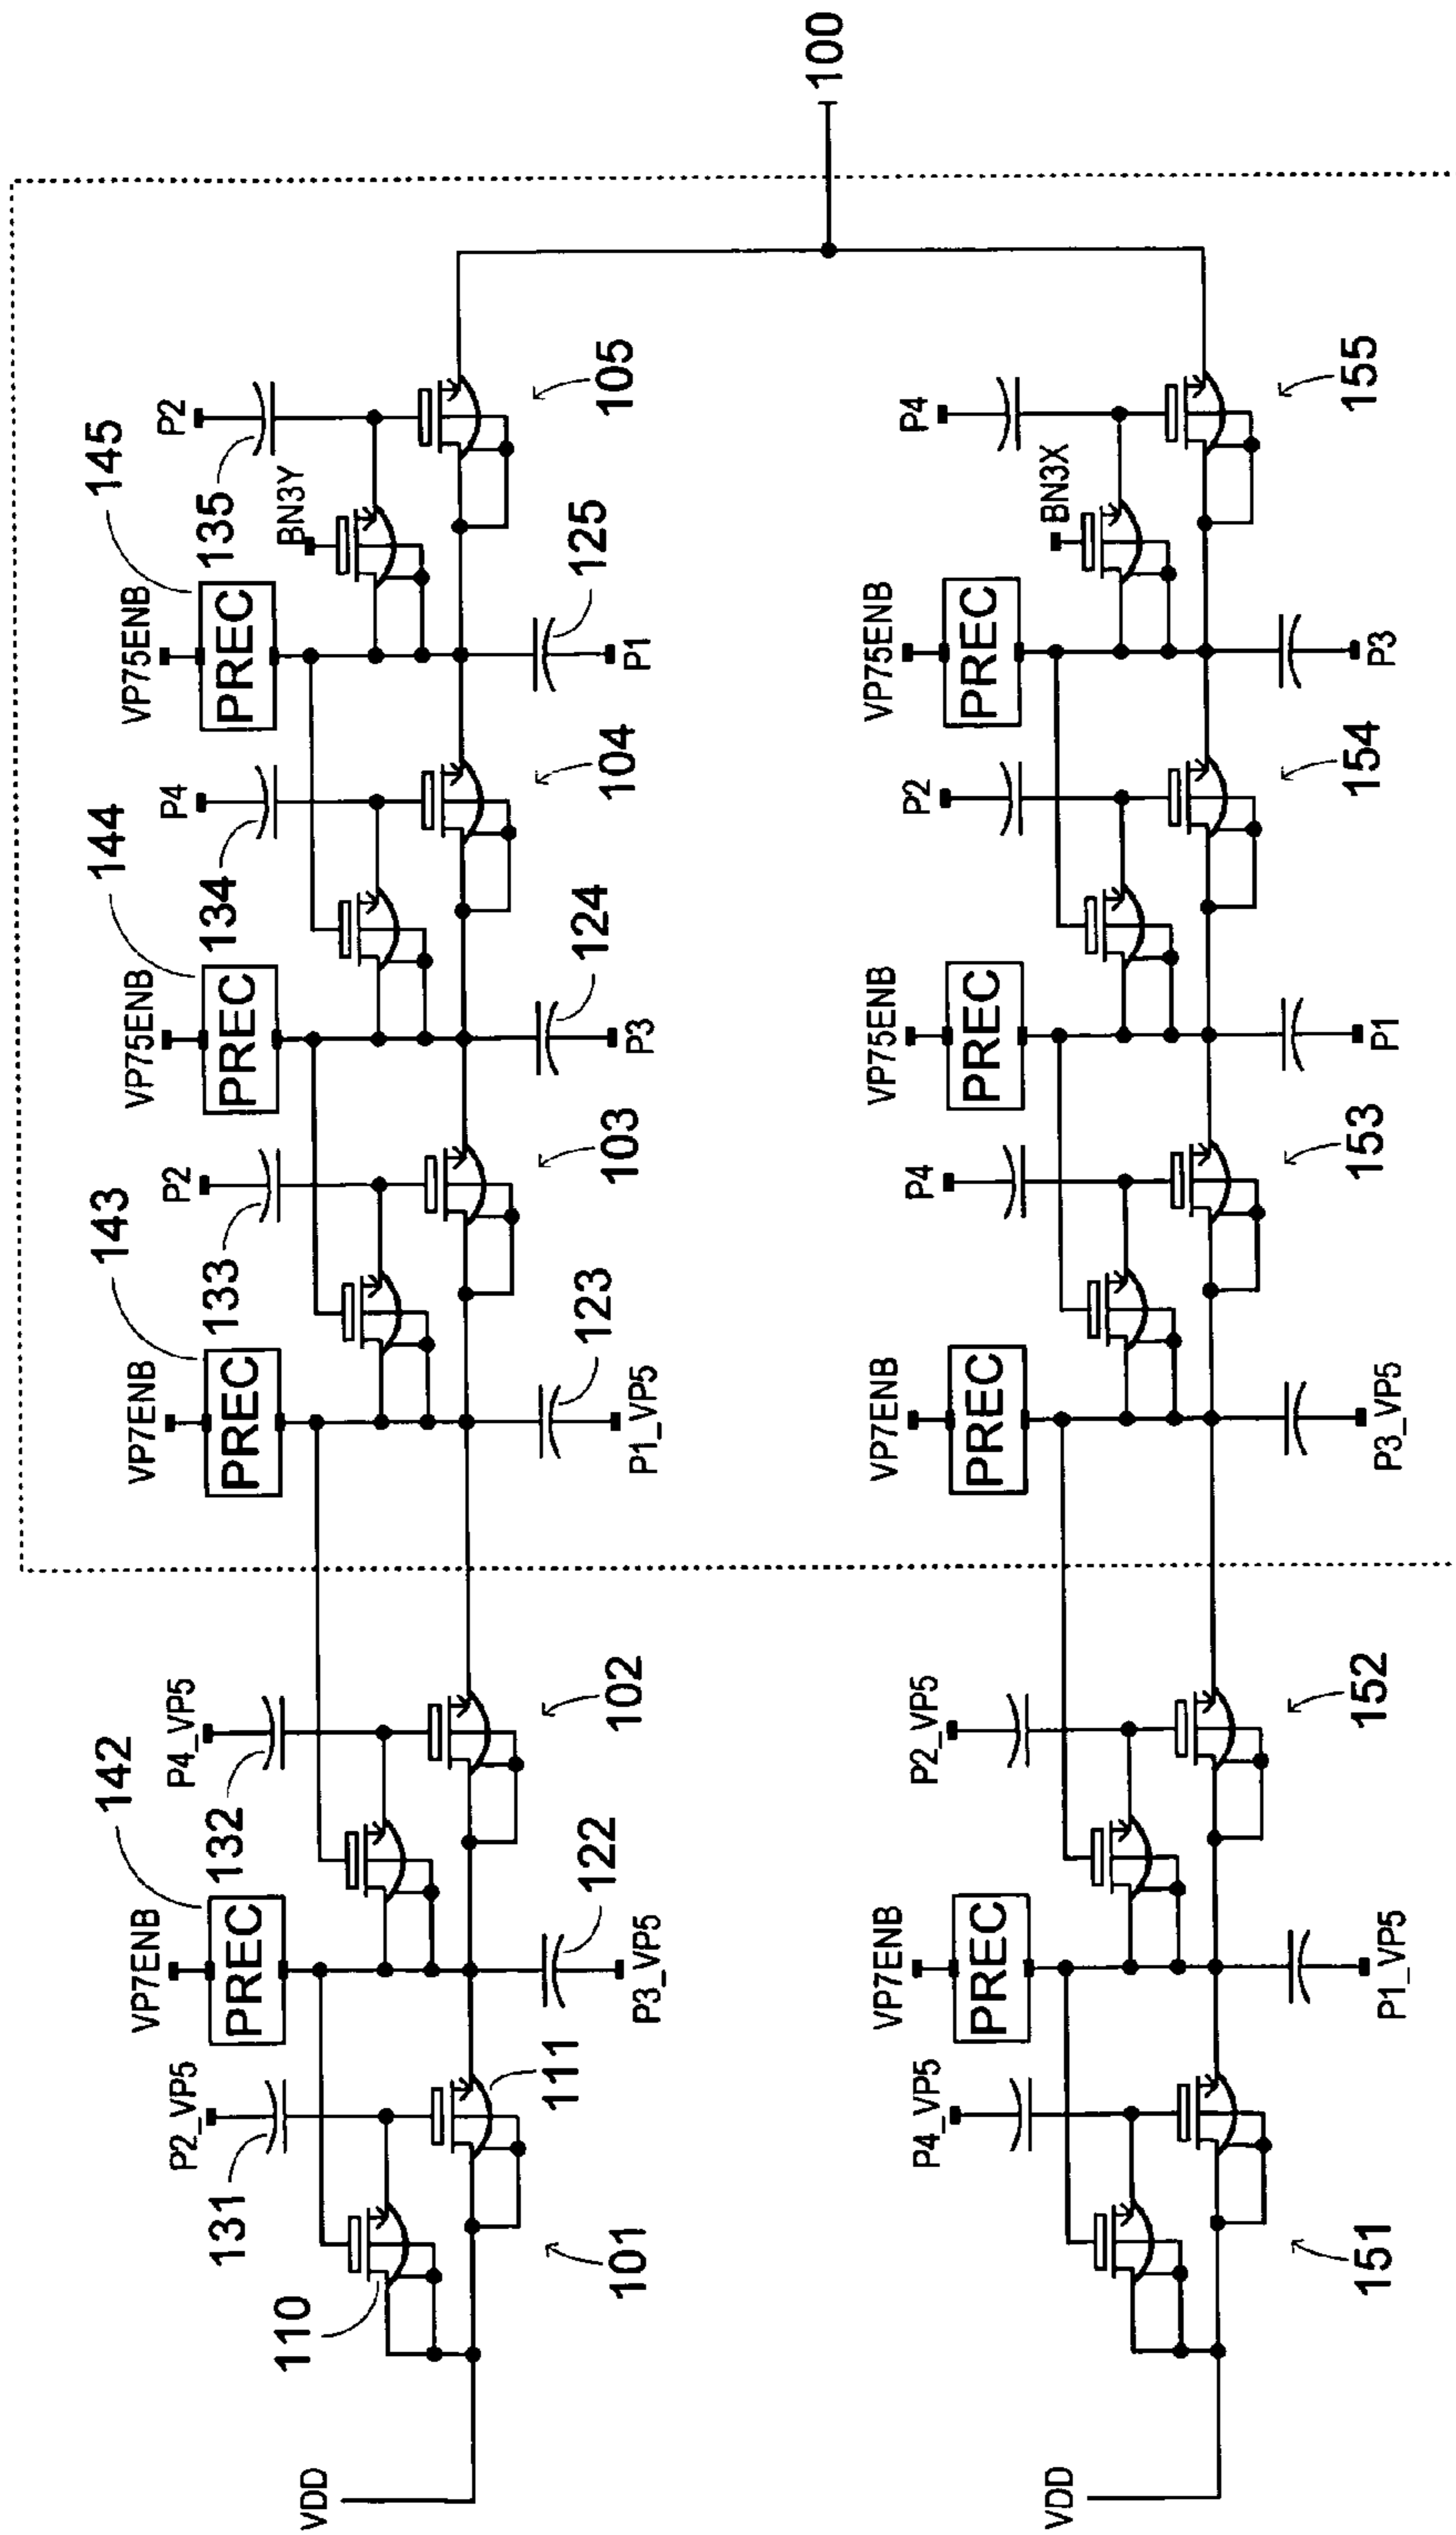 100
105
P2
135
145
BN3Y
125
VP75ENB
PREC
P1
104
P4
134
144
124
VP75ENB
PREC
P3
103
P2
133
143
123
VP7ENB
PREC
P1_VP5
102
P4_VP5
132
142
122
VP7ENB
PREC
P3_VP5
111
P2_VP5
131
101
110
VDD
155
P4
BN3X
VP75ENB
PREC
P3
154
P2
VP75ENB
PREC
P1
153
P4
VP7ENB
PREC
P3_VP5
152
P2_VP5
VP7ENB
PREC
P1_VP5
P4_VP5
151
VDD